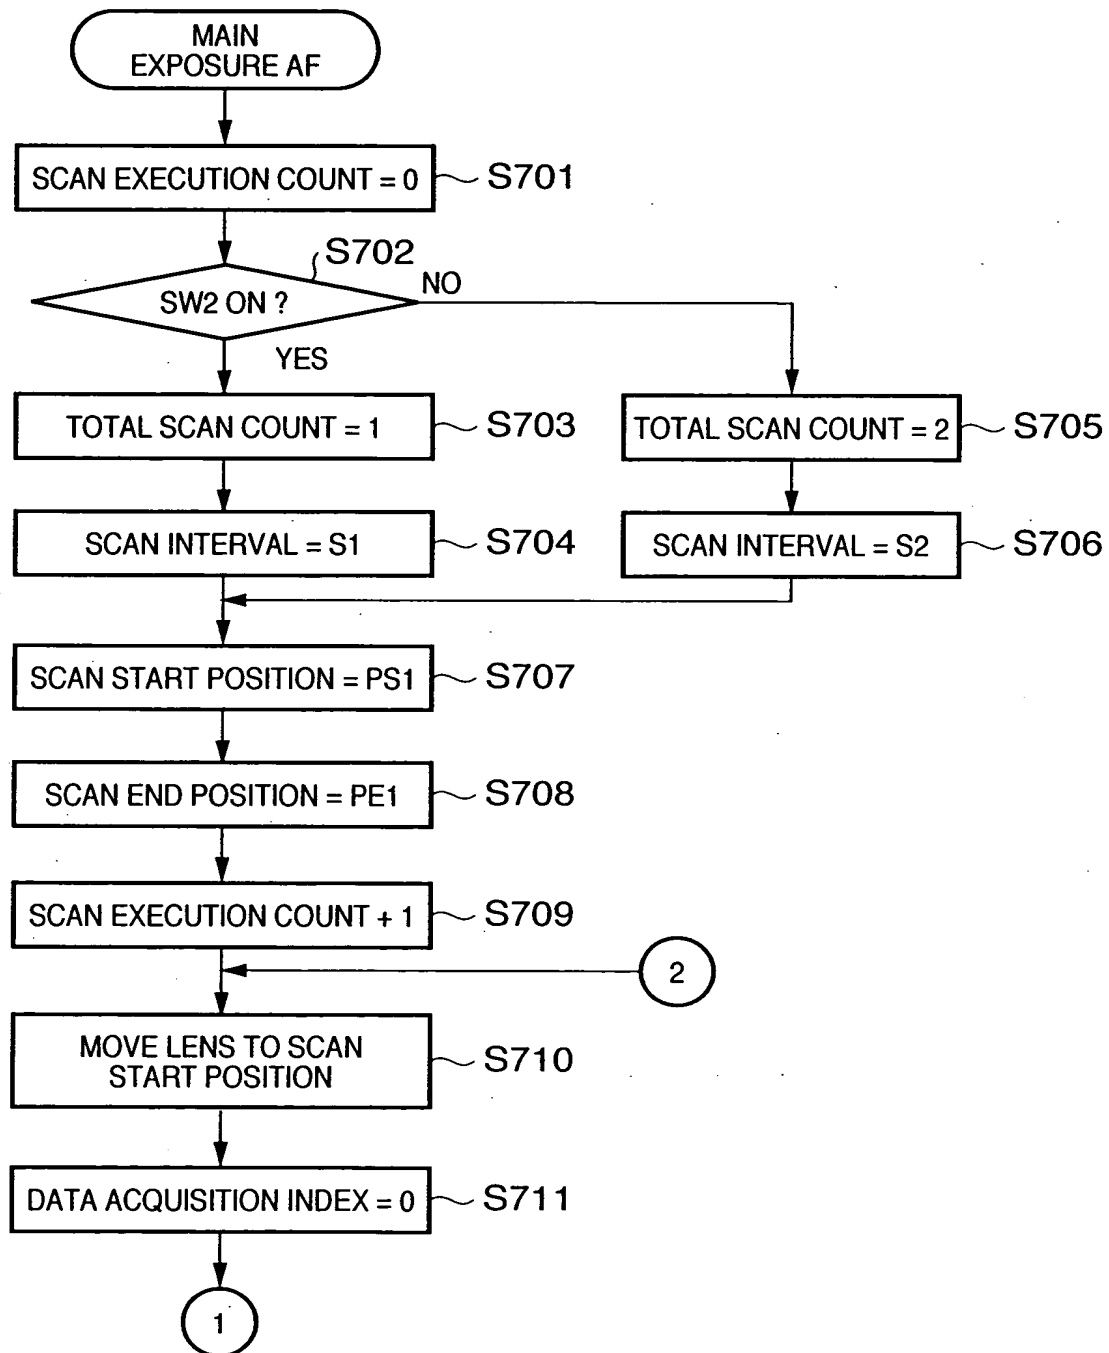 MAIN
EXPOSURE AF
SCAN EXECUTION COUNT = 0
S701
S702
SW2 ON ?
NO
YES
TOTAL SCAN COUNT = 1
S703
TOTAL SCAN COUNT = 2
S705
SCAN INTERVAL = S1
S704
SCAN INTERVAL = S2
S706
SCAN START POSITION = PS1
S707
SCAN END POSITION = PE1
S708
SCAN EXECUTION COUNT + 1
S709
2
MOVE LENS TO SCAN
START POSITION
S710
DATA ACQUISITION INDEX = 0
S711
1